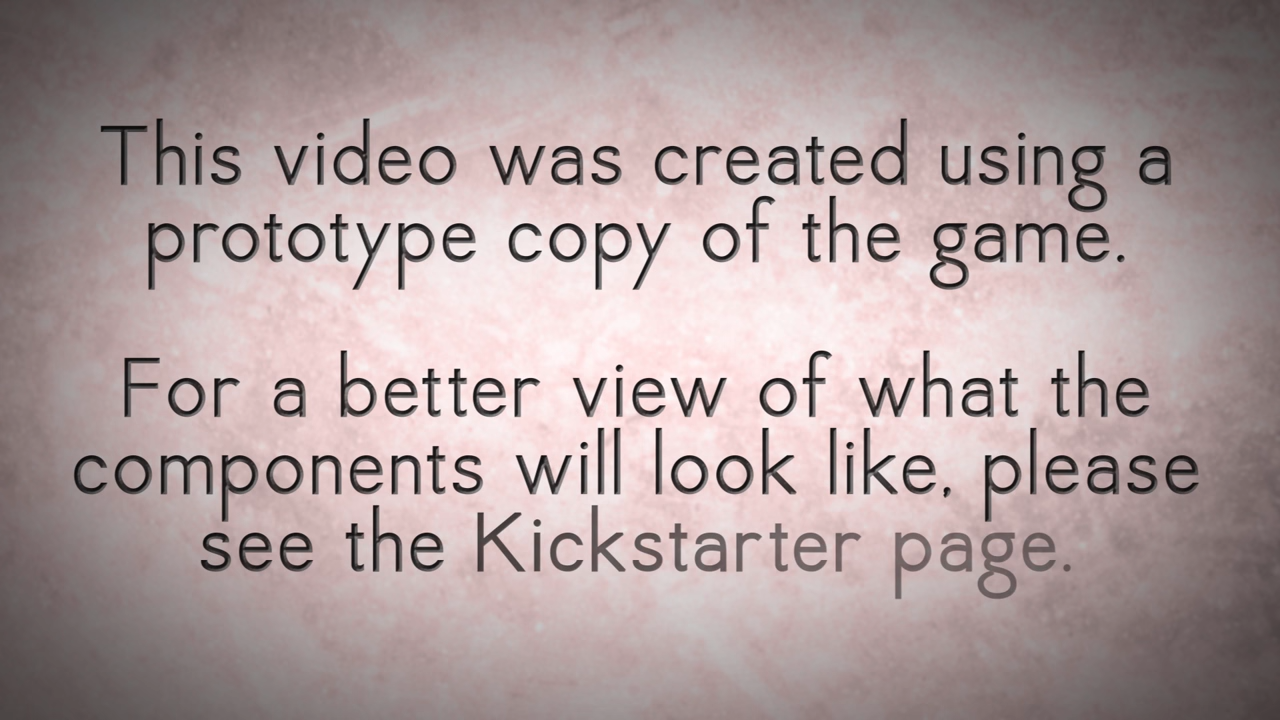 This video was created using a
prototype copy of the game.
For a better view of what the
components will look like, please
see the Kickstarter page.